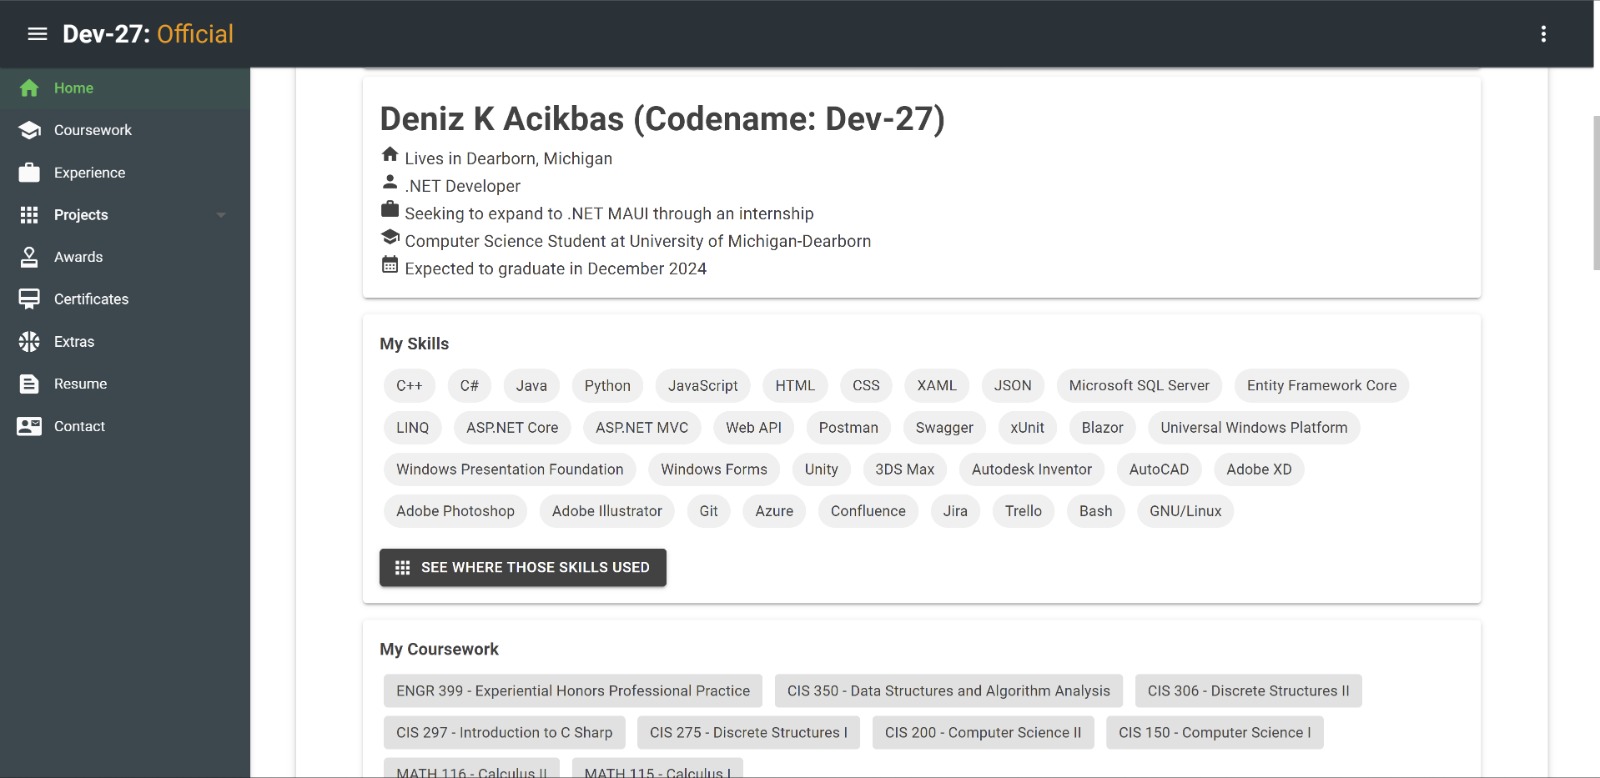 Dev-27: Official
Home
Coursework
Experience
Projects
Awards
Certificates
Extras
Resume
Contact
Deniz K Acikbas (Codename: Dev-27)
Lives in Dearborn, Michigan
.NET Developer
Seeking to expand to .NET MAUI through an internship
Computer Science Student at University of Michigan-Dearborn
Expected to graduate in December 2024
My Skills
C++ C# Java Python JavaScript HTML CSS XAML JSON Microsoft SQL Server Entity Framework Core
LINQ ASP.NET Core ASP.NET MVC Web API Postman Swagger xUnit Blazor Universal Windows Platform
Windows Presentation Foundation Windows Forms Unity 3DS Max Autodesk Inventor AutoCAD Adobe XD
Adobe Photoshop Adobe Illustrator Git Azure Confluence Jira Trello Bash GNU/Linux
SEE WHERE THOSE SKILLS USED
My Coursework
ENGR 399 - Experiential Honors Professional Practice CIS 350 - Data Structures and Algorithm Analysis CIS 306 - Discrete Structures II
CIS 297 - Introduction to C Sharp CIS 275 - Discrete Structures I CIS 200 - Computer Science II CIS 150 - Computer Science I
MATH 116 - Calculus II MATH 115 - Calculus I